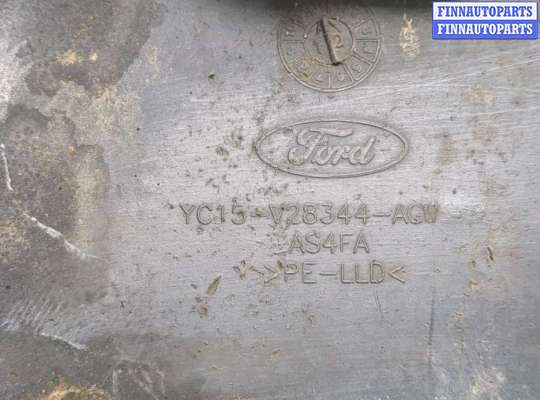 FINNAUTOPARTS
FINNAUTOPARTS
Ford
YC15-V28344-AGW
AS4FA
>PE-LLD<